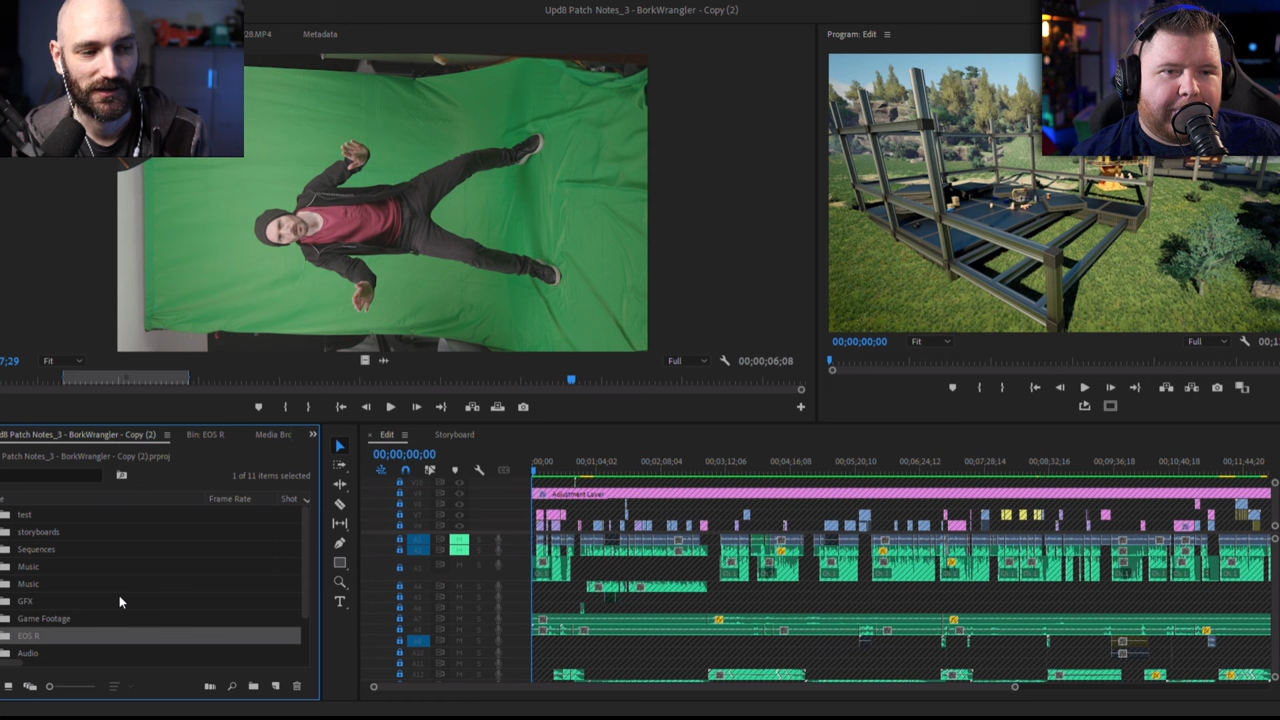 Upd8 Patch Notes_3 - BorkWrangler - Copy (2)
28.MP4
Metadata
Program: Edit
7;29
Fit
Full
00;00;06;08
00;00;00;00
Fit
Full
d8 Patch Notes_3 - BorkWrangler - Copy (2)
Bin: EOS R
Media Brc
Patch Notes_3 - BorkWrangler - Copy (2).prproj
1 of 11 items selected
Frame Rate
Shot
test
storyboards
Sequences
Music
Music
GFX
Game Footage
EOS R
Audio
Edit
Storyboard
00;00;00;00
;00;00
00;01;04;02
00;02;08;04
00;03;12;06
00;04;16;08
00;05;20;10
00;06;24;12
00;07;28;14
00;08;32;16
00;09;36;18
00;10;40;18
00;11;44;20
Adjustment Layer